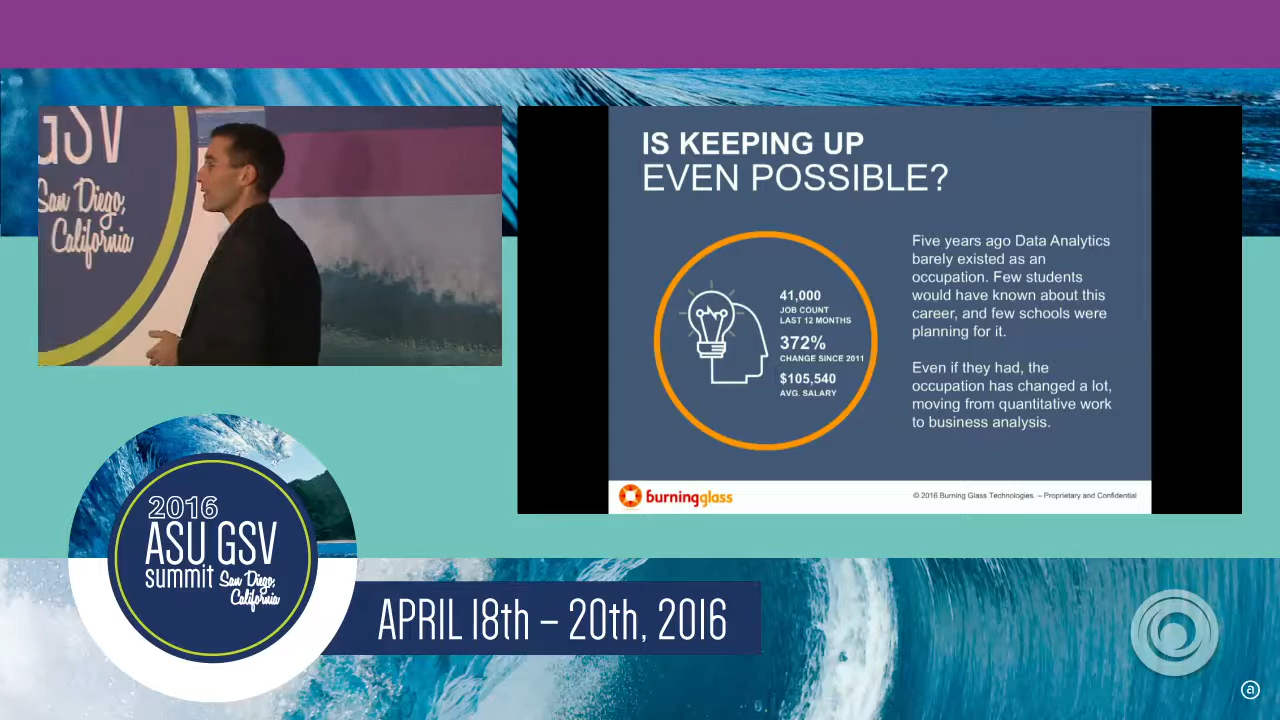 GSV
San Diego,
California
IS KEEPING UP
EVEN POSSIBLE?
41,000
JOB COUNT
LAST 12 MONTHS
372%
CHANGE SINCE 2011
$105,540
AVG. SALARY
Five years ago Data Analytics
barely existed as an
occupation. Few students
would have known about this
career, and few schools were
planning for it.
Even if they had, the
occupation has changed a lot,
moving from quantitative work
to business analysis.
burningglass
© 2016 Burning Glass Technologies. – Proprietary and Confidential
2016
ASU GSV
summit San Diego,
California
APRIL 18th – 20th, 2016
a